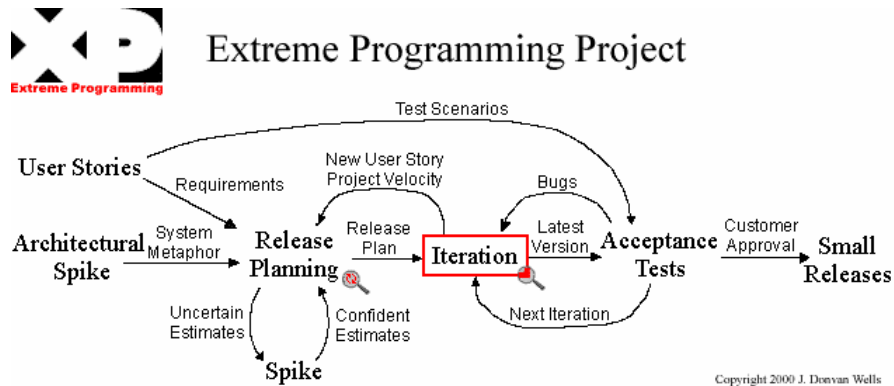 XP
Extreme Programming
Extreme Programming Project
Test Scenarios
User Stories
Requirements
New User Story
Project Velocity
Bugs
Architectural
Spike
System
Metaphor
Release
Planning
Release
Plan
Iteration
Latest
Version
Acceptance
Tests
Customer
Approval
Small
Releases
Uncertain
Estimates
Confident
Estimates
Next Iteration
Spike
Copyright 2000 J. Donvan Wells